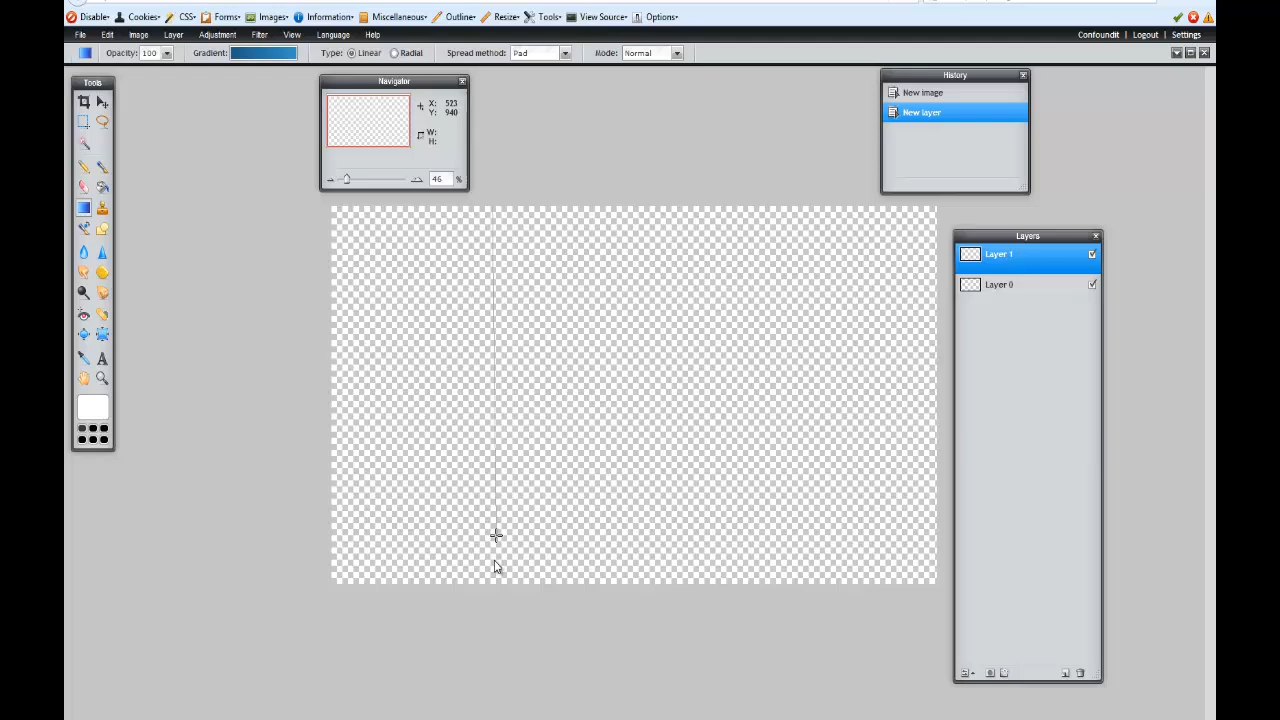 Disable▾ Cookies▾ CSS▾ Forms▾ Images▾ Information▾ Miscellaneous▾ Outline▾ Resize▾ Tools▾ View Source▾ Options▾
File Edit Image Layer Adjustment Filter View Language Help Confoundit | Logout | Settings
Opacity: 100 Gradient: Type: Linear Radial Spread method: Pad Mode: Normal
Tools
Navigator
X: 523
Y: 940
W:
H:
46 %
History
New image
New layer
Layers
Layer 1
Layer 0
A